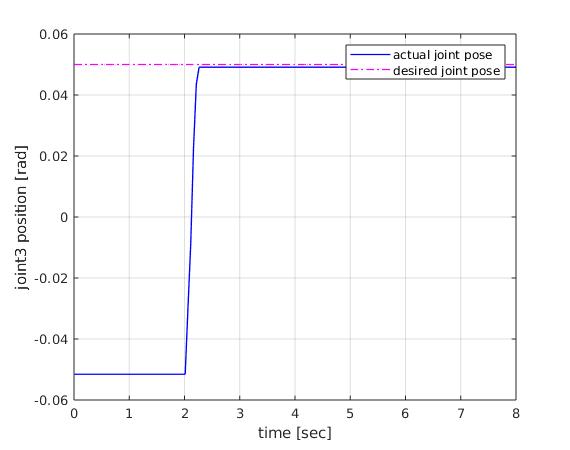 0.06
actual joint pose
desired joint pose
0.04
0.02
0
-0.02
-0.04
-0.06
joint3 position [rad]
0 1 2 3 4 5 6 7 8
time [sec]